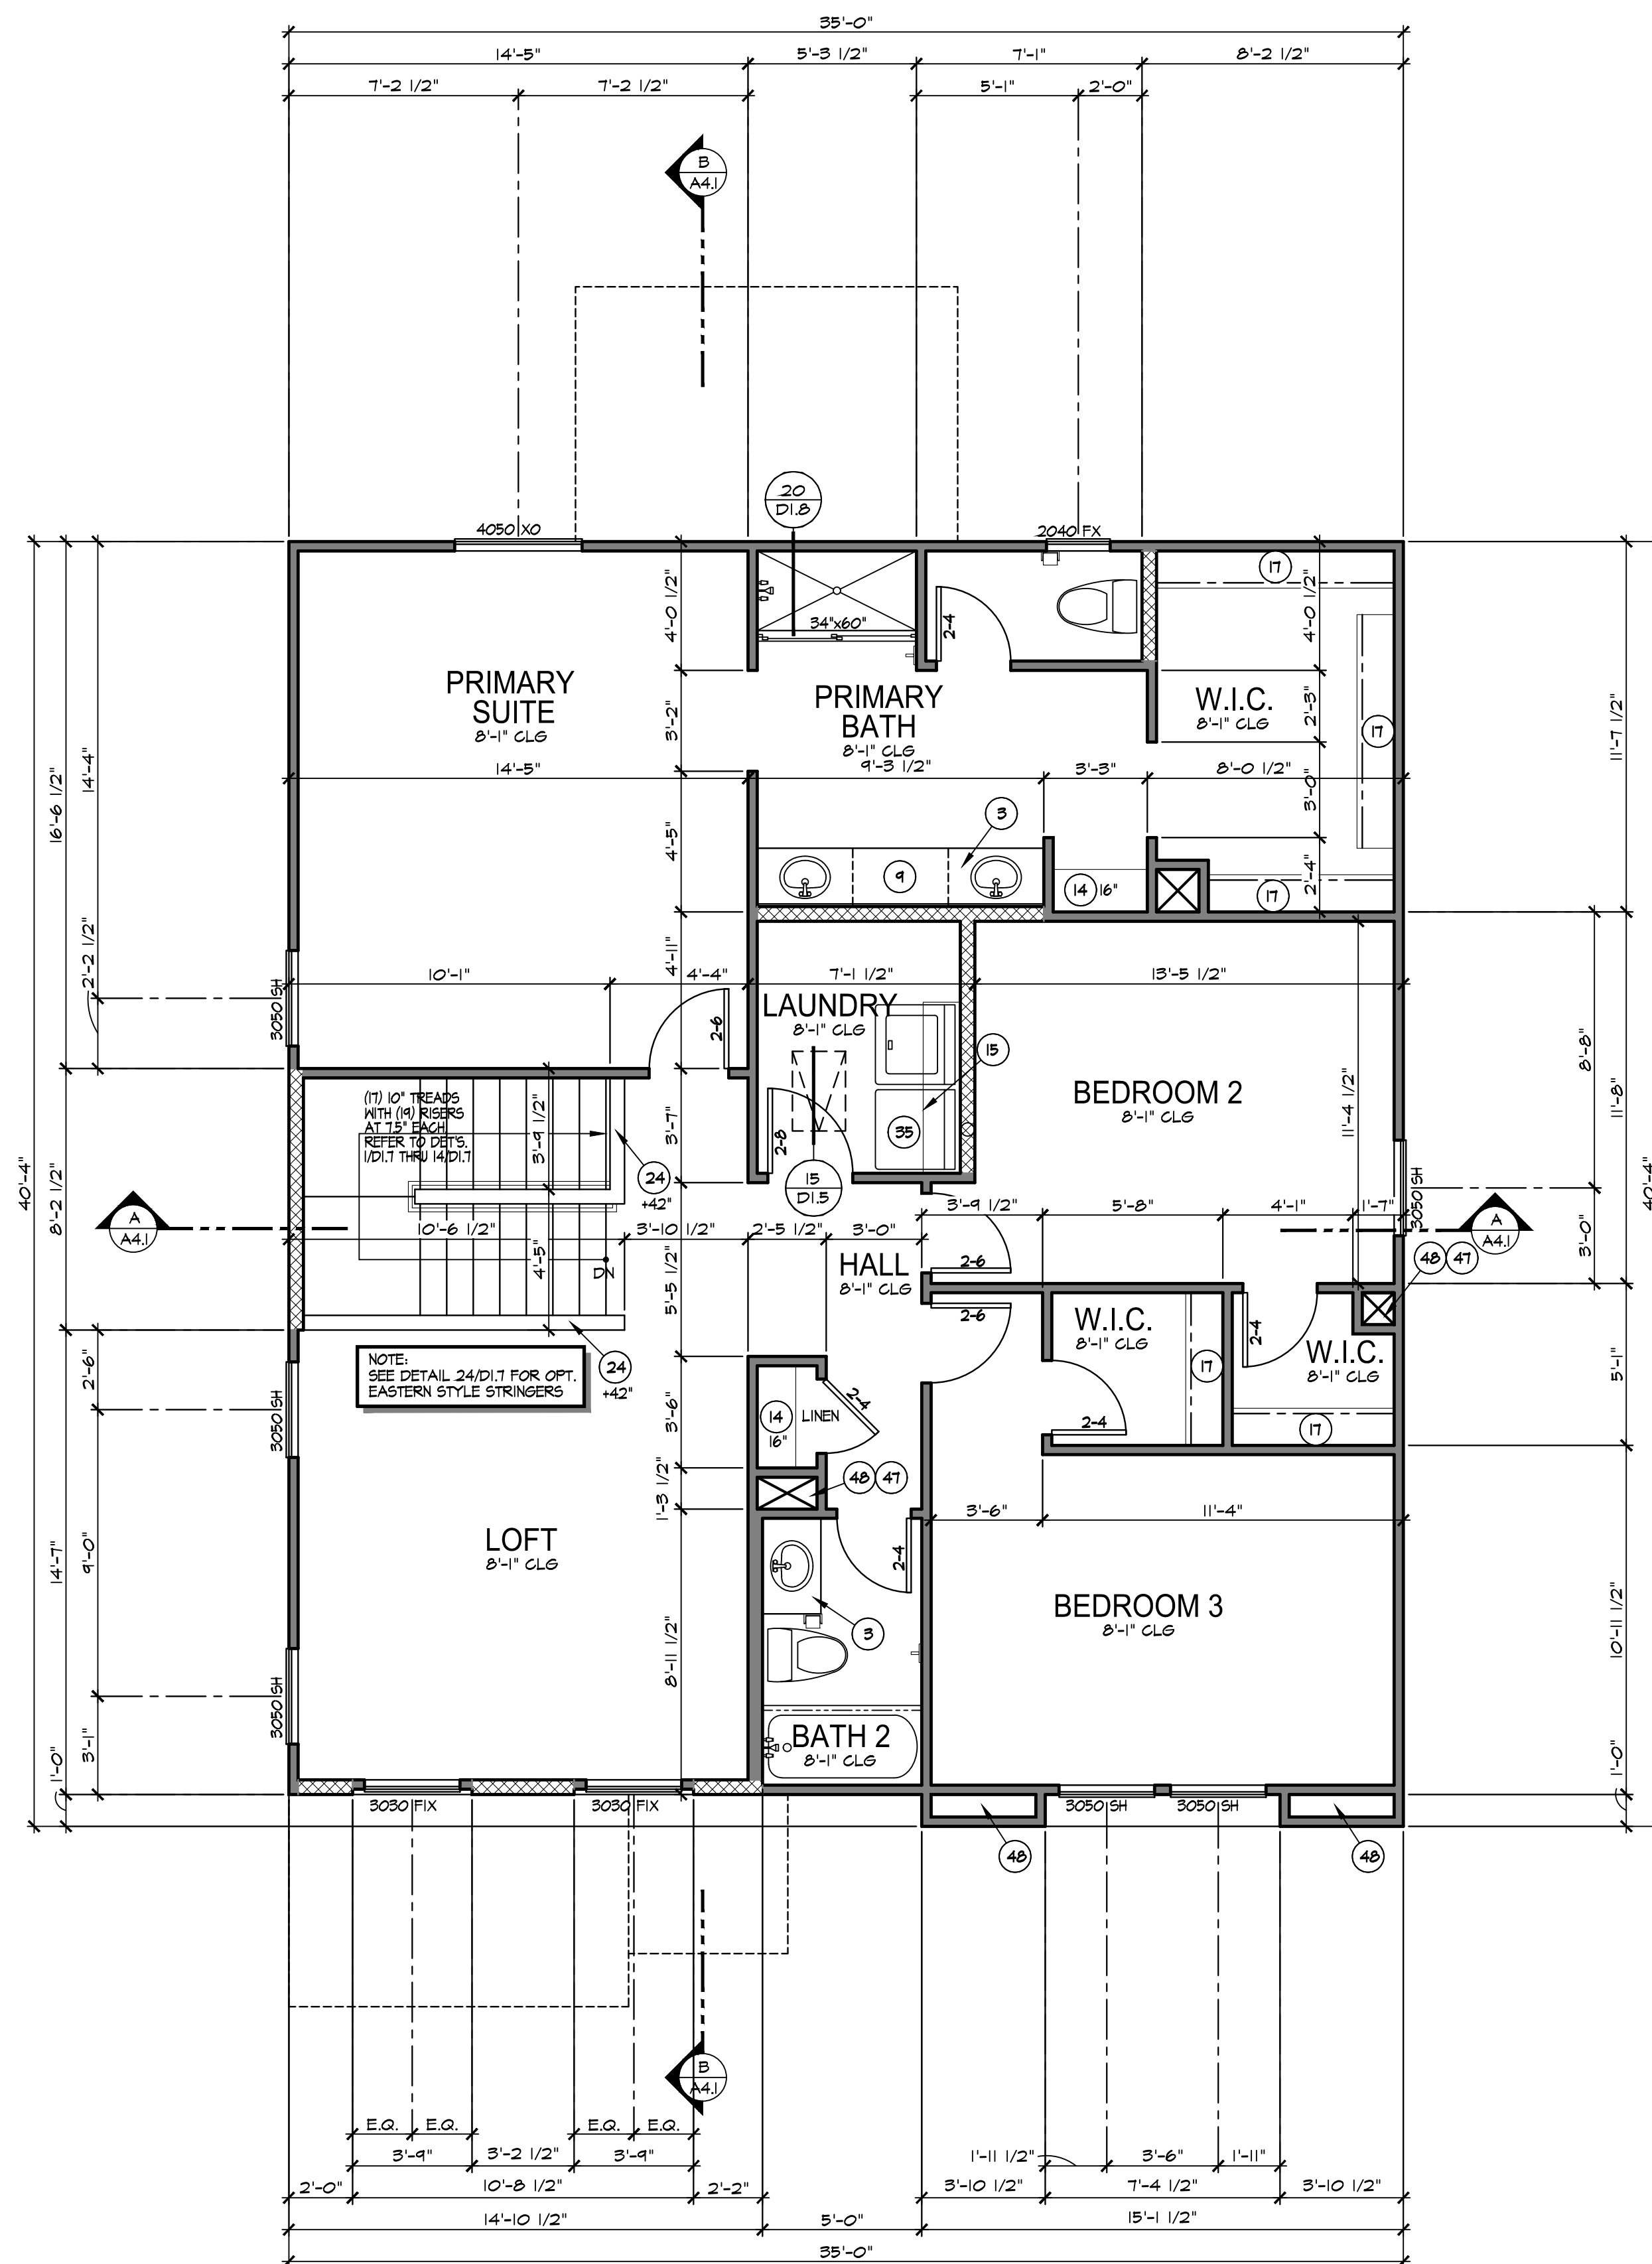 35'-0"
14'-5"
5'-3 1/2"
7'-1"
8'-2 1/2"
7'-2 1/2"
7'-2 1/2"
5'-1"
2'-0"
B
A4.1
20
D1.8
4050 XO
2040 FX
17
4'-0 1/2"
4'-0 1/2"
34"x60"
2-4
PRIMARY
SUITE
8'-1" CLG
PRIMARY
BATH
8'-1" CLG
W.I.C.
8'-1" CLG
3'-2"
2'-3"
17
11'-7 1/2"
14'-4"
16'-6 1/2"
14'-5"
9'-3 1/2"
3'-3"
8'-0 1/2"
3'-0"
3
4'-5"
9
14
16"
17
2'-4"
2'-2 1/2"
3050 SH
10'-1"
4'-11"
4'-4"
7'-1 1/2"
13'-5 1/2"
2-6
LAUNDRY
8'-1" CLG
15
35
2-8
15
D1.5
BEDROOM 2
8'-1" CLG
11'-4 1/2"
8'-8"
11'-8"
3'-0"
3050 SH
(17) 10" TREADS
WITH (19) RISERS
AT 7.5" EACH.
REFER TO DET'S.
1/D1.7 THRU 14/D1.7
3'-9 1/2"
3'-7"
24
+42"
40'-4"
8'-2 1/2"
40'-4"
A
A4.1
10'-6 1/2"
3'-10 1/2"
2'-5 1/2"
3'-0"
3'-9 1/2"
5'-8"
4'-1"
1'-7"
A
A4.1
48
47
4'-5"
DN
5'-5 1/2"
HALL
8'-1" CLG
2-6
2-6
W.I.C.
8'-1" CLG
17
2-4
2-4
W.I.C.
8'-1" CLG
17
5'-1"
NOTE:
SEE DETAIL 24/D1.7 FOR OPT.
EASTERN STYLE STRINGERS
24
+42"
2'-6"
3050 SH
3'-6"
14
16"
LINEN
2-4
48
47
1'-3 1/2"
3'-6"
11'-4"
LOFT
8'-1" CLG
14'-7"
9'-0"
2-4
3
BEDROOM 3
8'-1" CLG
10'-11 1/2"
8'-11 1/2"
3050 SH
3'-1"
1'-0"
BATH 2
8'-1" CLG
1'-0"
3030 FIX
3030 FIX
3050 SH
3050 SH
48
48
B
A4.1
E.Q.
E.Q.
E.Q.
E.Q.
3'-9"
3'-2 1/2"
3'-9"
1'-11 1/2"
3'-6"
1'-11"
2'-0"
10'-8 1/2"
2'-2"
3'-10 1/2"
7'-4 1/2"
3'-10 1/2"
14'-10 1/2"
5'-0"
15'-1 1/2"
35'-0"